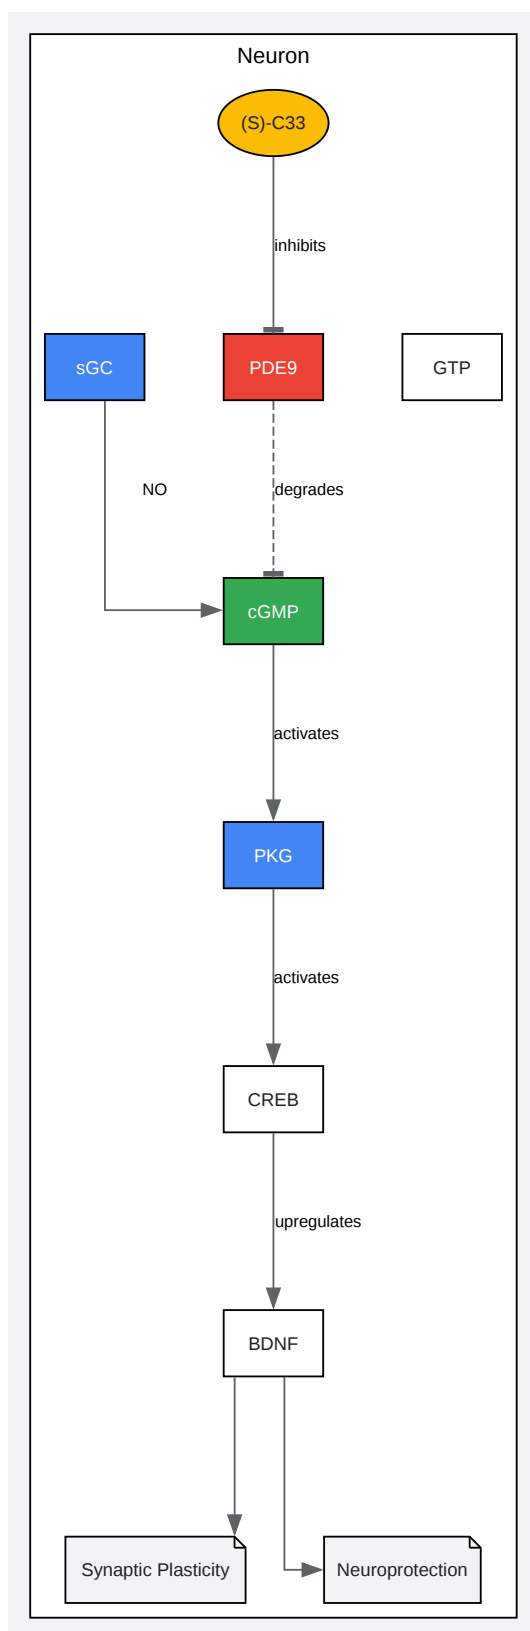 Neuron
(S)-C33
inhibits
sGC
PDE9
GTP
NO
degrades
cGMP
activates
PKG
activates
CREB
upregulates
BDNF
Synaptic Plasticity
Neuroprotection